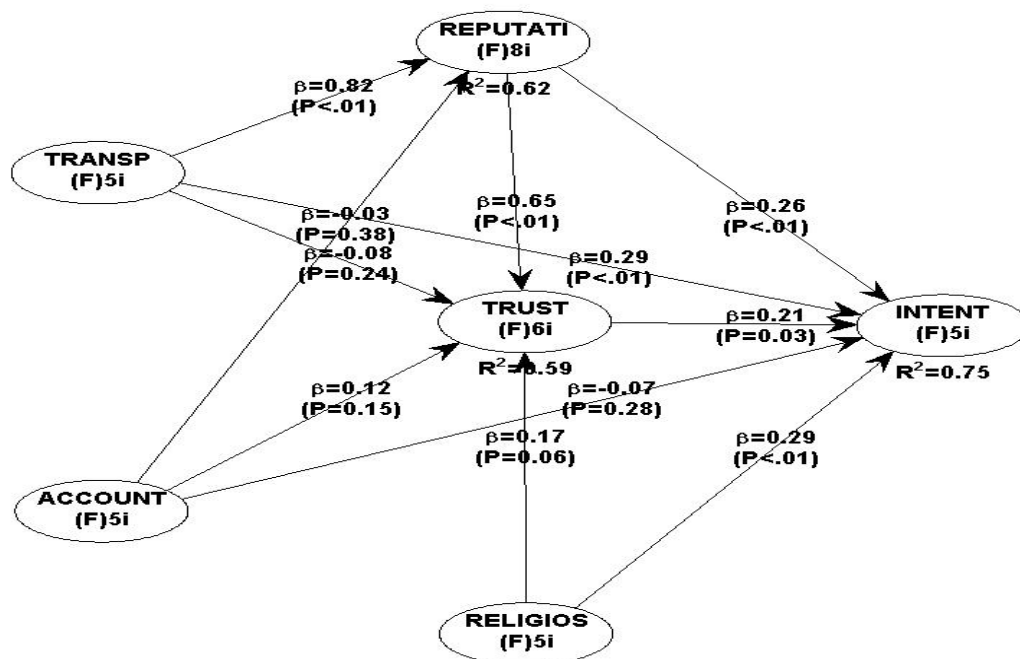 REPUTATI
(F)8i
R²=0.62
β=0.82
(P<.01)
TRANSP
(F)5i
β=0.65
(P<.01)
β=0.26
(P<.01)
β=-0.03
(P=0.38)
β=-0.08
(P=0.24)
β=0.29
(P<.01)
TRUST
(F)6i
R²=0.59
β=0.21
(P=0.03)
INTENT
(F)5i
R²=0.75
β=0.12
(P=0.15)
β=-0.07
(P=0.28)
β=0.17
(P=0.06)
β=0.29
(P<.01)
ACCOUNT
(F)5i
RELIGIOS
(F)5i